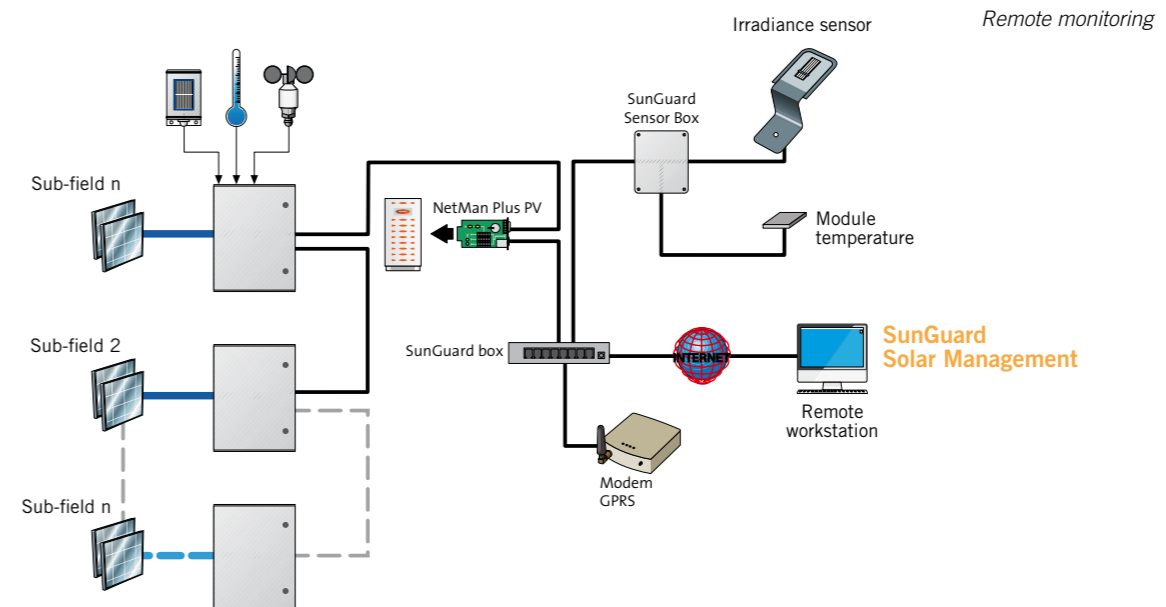 Remote monitoring
Irradiance sensor
SunGuard
Sensor Box
Sub-field n
NetMan Plus PV
Module
temperature
Sub-field 2
SunGuard box
INTERNET
SunGuard
Solar Management
Remote
workstation
Modem
GPRS
Sub-field n